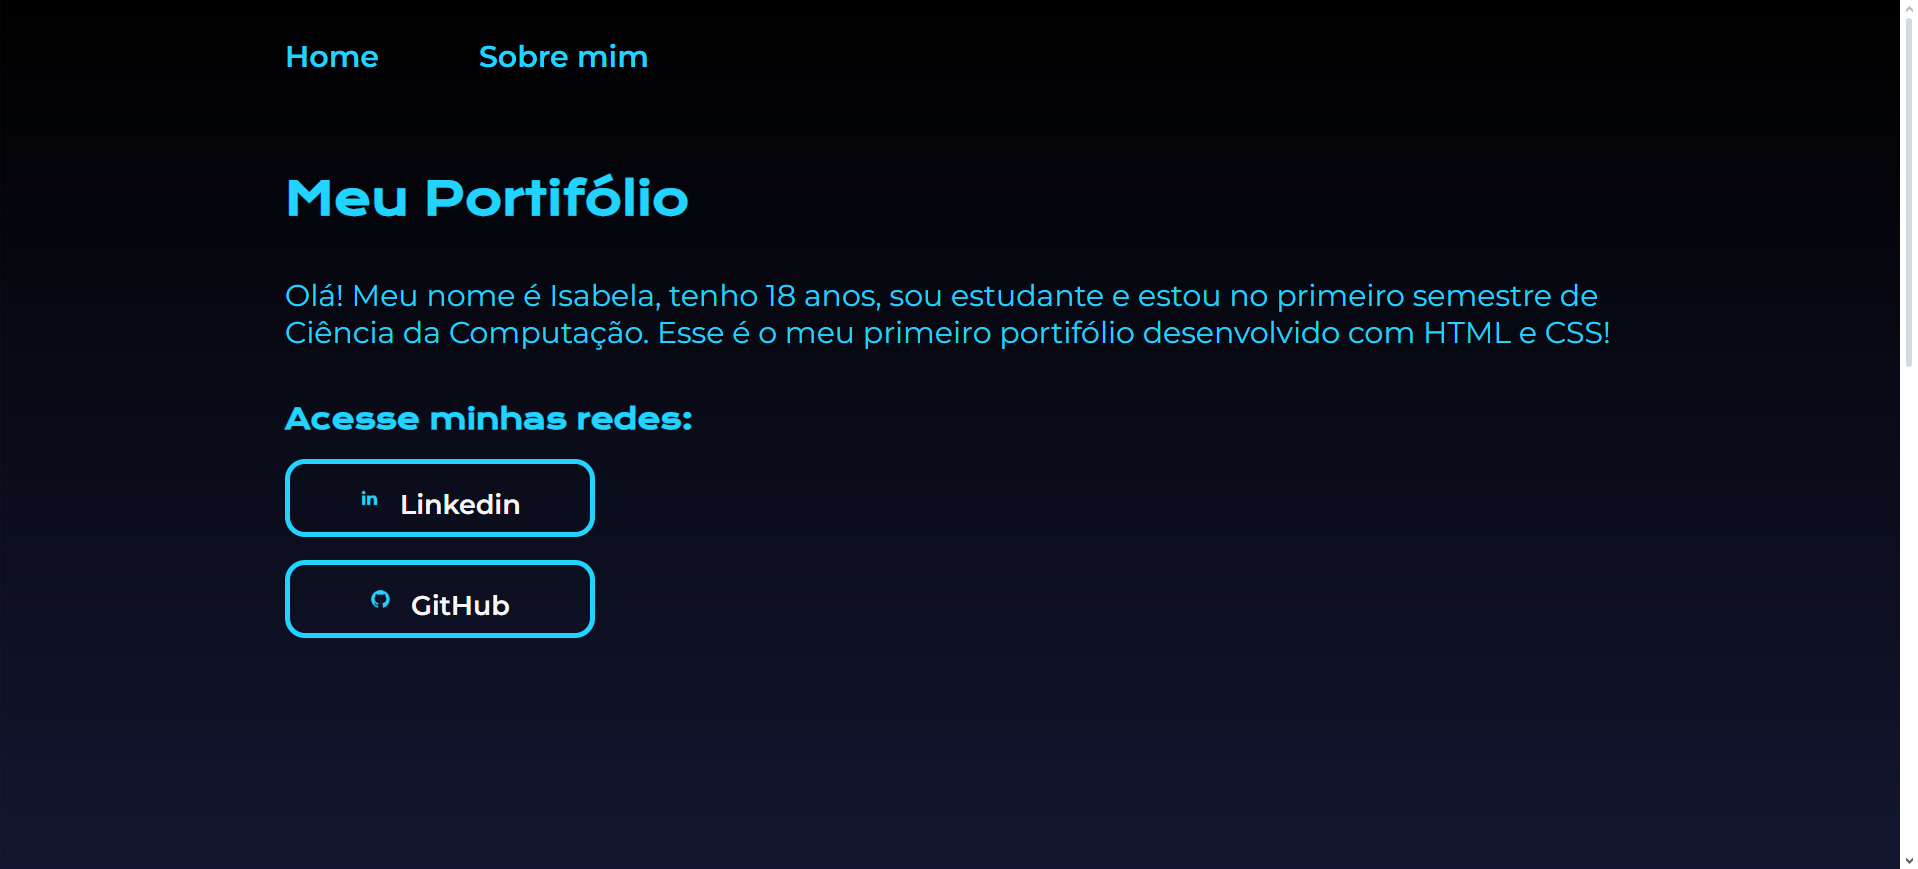 Home Sobre mim
Meu Portifólio
Olá! Meu nome é Isabela, tenho 18 anos, sou estudante e estou no primeiro semestre de
Ciência da Computação. Esse é o meu primeiro portifólio desenvolvido com HTML e CSS!
Acesse minhas redes:
in Linkedin
GitHub